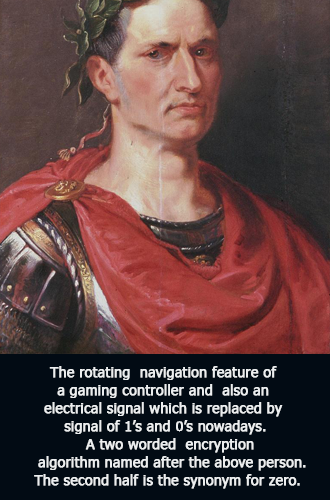 The rotating navigation feature of
a gaming controller and also an
electrical signal which is replaced by
signal of 1's and 0's nowadays.
A two worded encryption
algorithm named after the above person.
The second half is the synonym for zero.